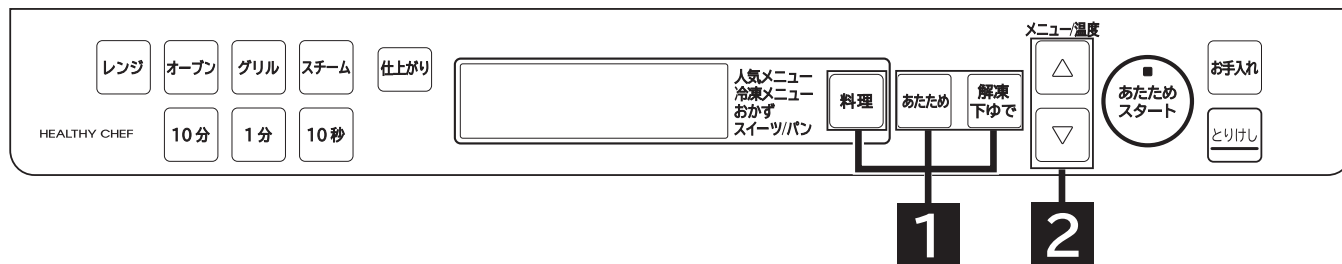 メニュー/温度
レンジ
オーブン
グリル
スチーム
仕上がり
人気メニュー
冷凍メニュー
おかず
スイーツ/パン
料理
あたため
解凍
下ゆで
△
▽
あたため
スタート
お手入れ
とりけし
HEALTHY CHEF
10分
1分
10秒
1
2